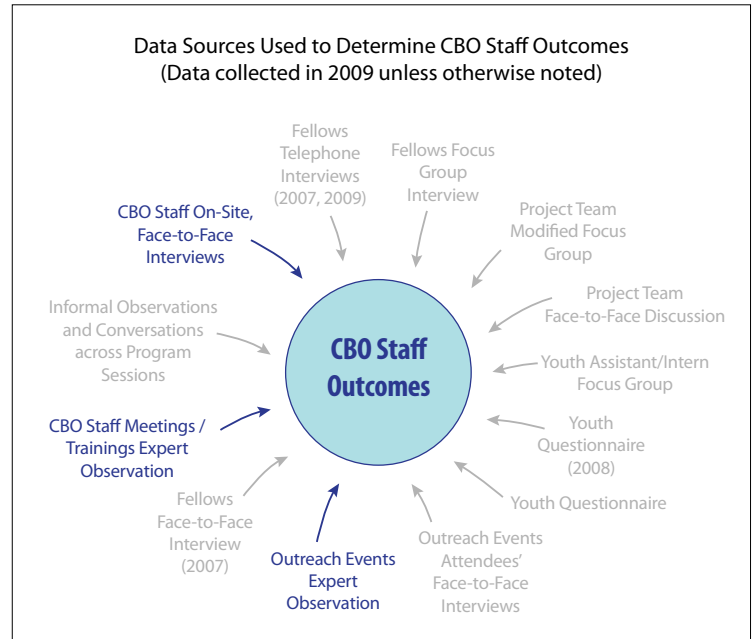 Data Sources Used to Determine CBO Staff Outcomes
(Data collected in 2009 unless otherwise noted)
Fellows
Telephone
Interviews
(2007, 2009)
Fellows Focus
Group
Interview
Project Team
Modified Focus
Group
Project Team
Face-to-Face Discussion
Youth Assistant/Intern
Focus Group
Youth
Questionnaire
(2008)
Youth Questionnaire
Outreach Events
Attendees’
Face-to-Face
Interviews
Outreach Events
Expert
Observation
Fellows
Face-to-Face
Interview
(2007)
CBO Staff Meetings /
Trainings Expert
Observation
Informal Observations
and Conversations
across Program
Sessions
CBO Staff On-Site,
Face-to-Face
Interviews
CBO Staff
Outcomes